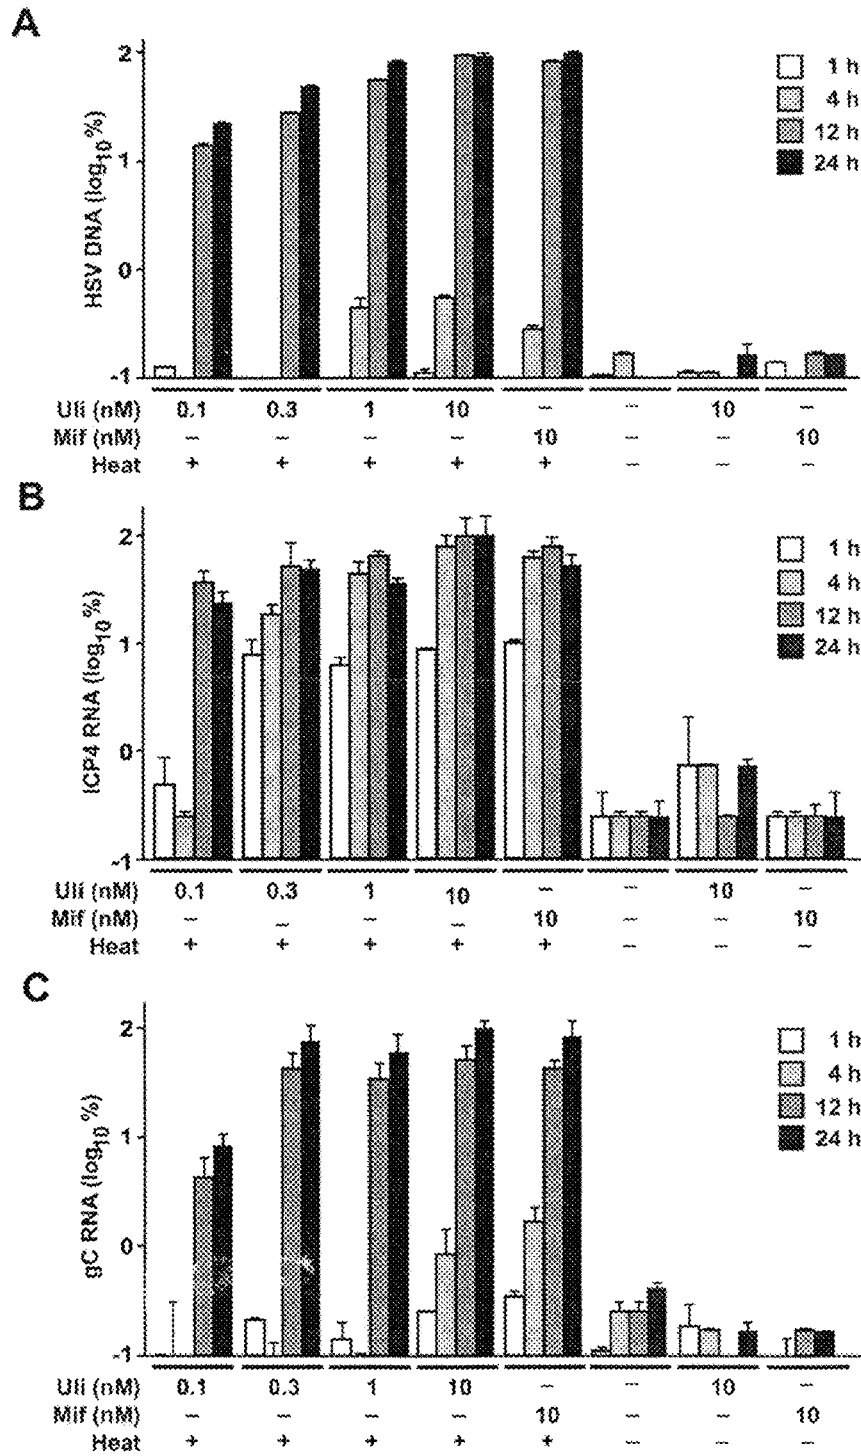 A
HSV DNA (log10%)
2
1
0
-1
1 h
4 h
12 h
24 h
Uli (nM) 0.1 0.3 1 10 – – 10 –
Mif (nM) – – – – 10 – – 10
Heat + + + + + – – –
B
ICP4 RNA (log10%)
2
1
0
-1
1 h
4 h
12 h
24 h
Uli (nM) 0.1 0.3 1 10 – – 10 –
Mif (nM) – – – – 10 – – 10
Heat + + + + + – – –
C
gC RNA (log10%)
2
1
0
-1
1 h
4 h
12 h
24 h
Uli (nM) 0.1 0.3 1 10 – – 10 –
Mif (nM) – – – – 10 – – 10
Heat + + + + + – – –